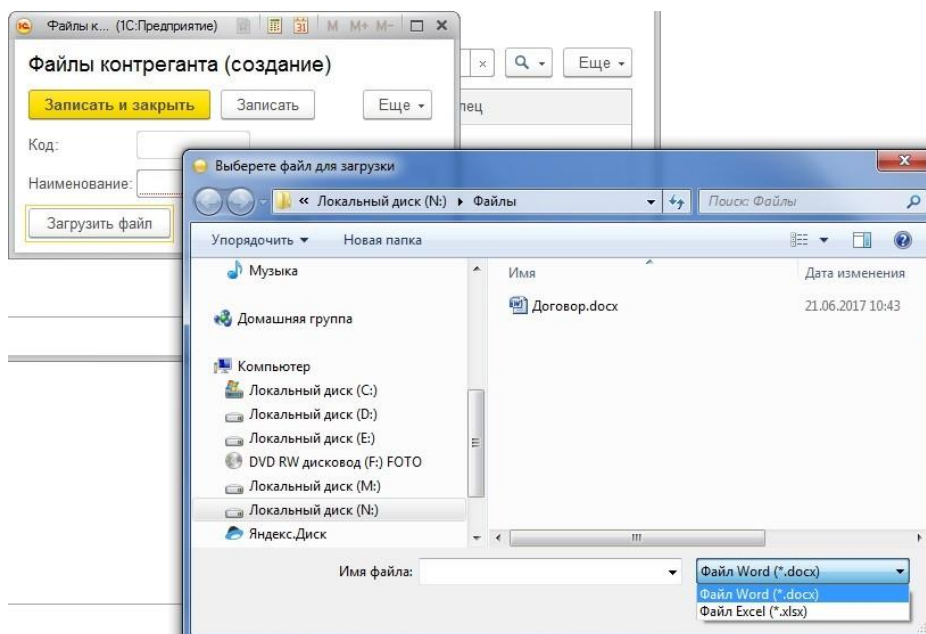 Файлы к... (1С:Предприятие)
M M+ M-
Файлы контреганта (создание)
Записать и закрыть
Записать
Еще
Еще
лец
Код:
Наименование:
Загрузить файл
Выберете файл для загрузки
« Локальный диск (N:) Файлы
Поиск: Файлы
Упорядочить
Новая папка
Музыка
Имя
Дата изменения
Договор.docx
21.06.2017 10:43
Домашняя группа
Компьютер
Локальный диск (C:)
Локальный диск (D:)
Локальный диск (E:)
DVD RW дисковод (F:) FOTO
Локальный диск (M:)
Локальный диск (N:)
Яндекс.Диск
Имя файла:
Файл Word (*.docx)
Файл Word (*.docx)
Файл Excel (*.xlsx)